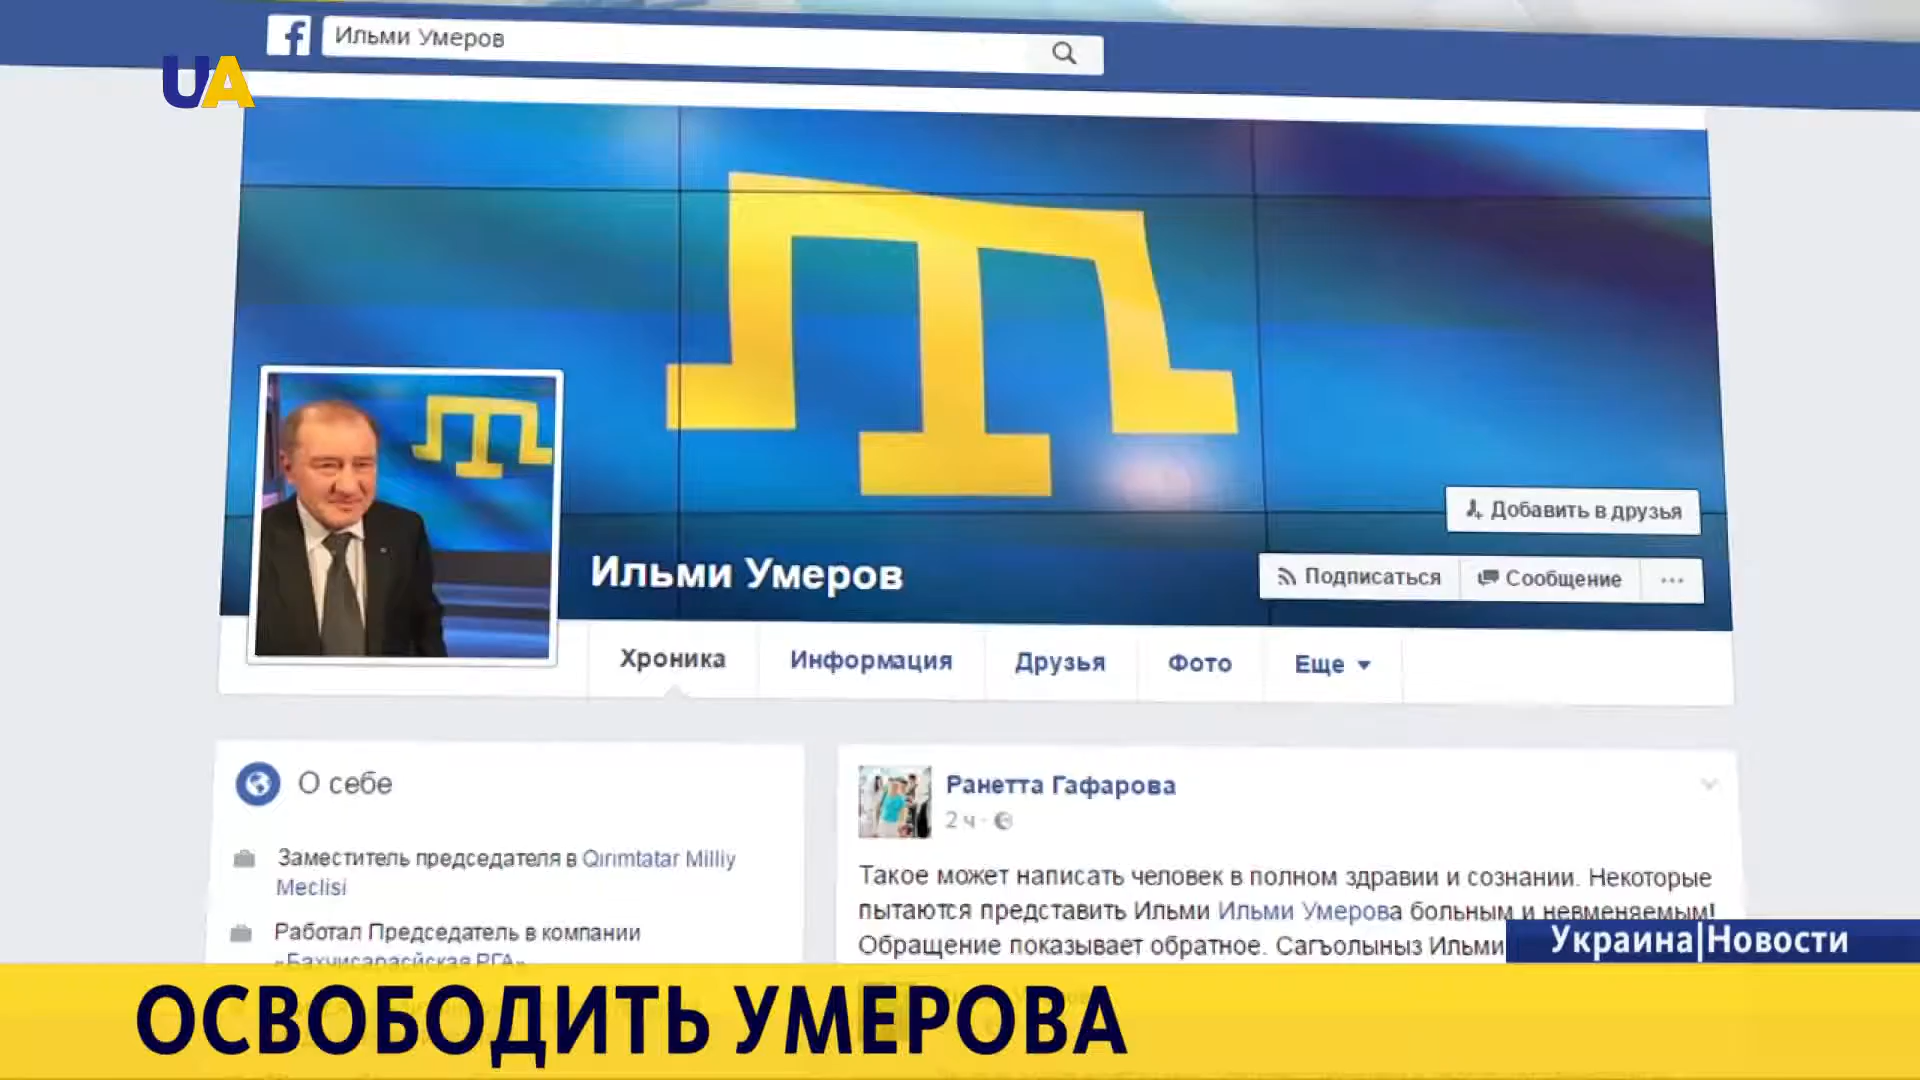 Ильми Умеров
UA
Добавить в друзья
Ильми Умеров
Подписаться
Сообщение
Хроника
Информация
Друзья
Фото
Еще
О себе
Заместитель председателя в Qırımtatar Milliy
Meclisi
Работал Председатель в компании
«Бахчисарасйская РГА»
Ранетта Гафарова
2 ч
Такое может написать человек в полном здравии и сознании. Некоторые
пытаются представить Ильми Ильми Умерова больным и невменяемым!
Обращение показывает обратное. Сагъолыныз Ильми
Украина|Новости
ОСВОБОДИТЬ УМЕРОВА